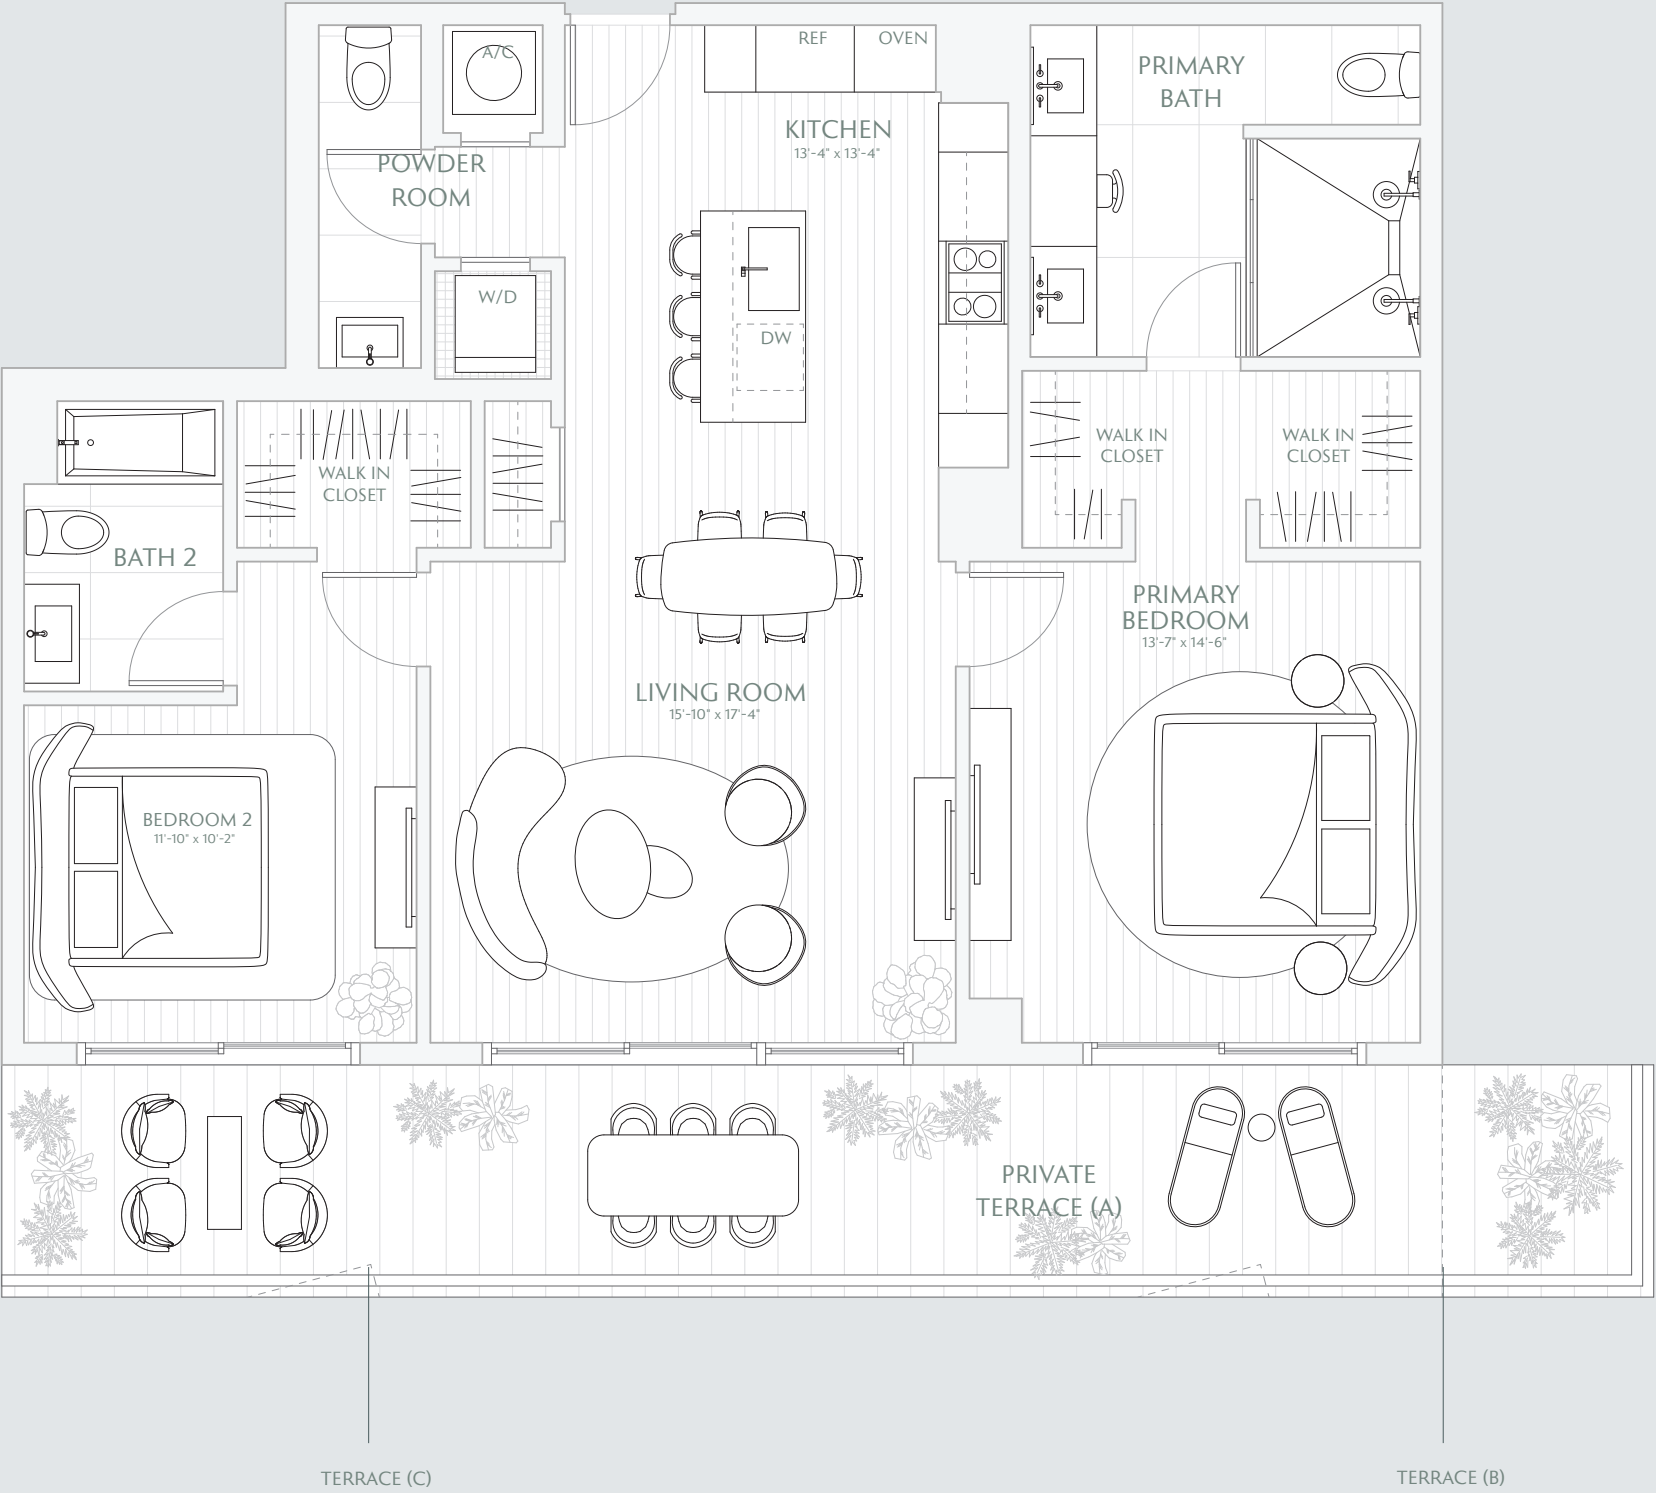 A/C
REF
OVEN
PRIMARY
BATH
KITCHEN
13'-4" x 13'-4"
POWDER
ROOM
W/D
DW
WALK IN
CLOSET
WALK IN
CLOSET
WALK IN
CLOSET
BATH 2
PRIMARY
BEDROOM
13'-7" x 14'-6"
LIVING ROOM
15'-10" x 17'-4"
BEDROOM 2
11'-10" x 10'-2"
PRIVATE
TERRACE (A)
TERRACE (C)
TERRACE (B)